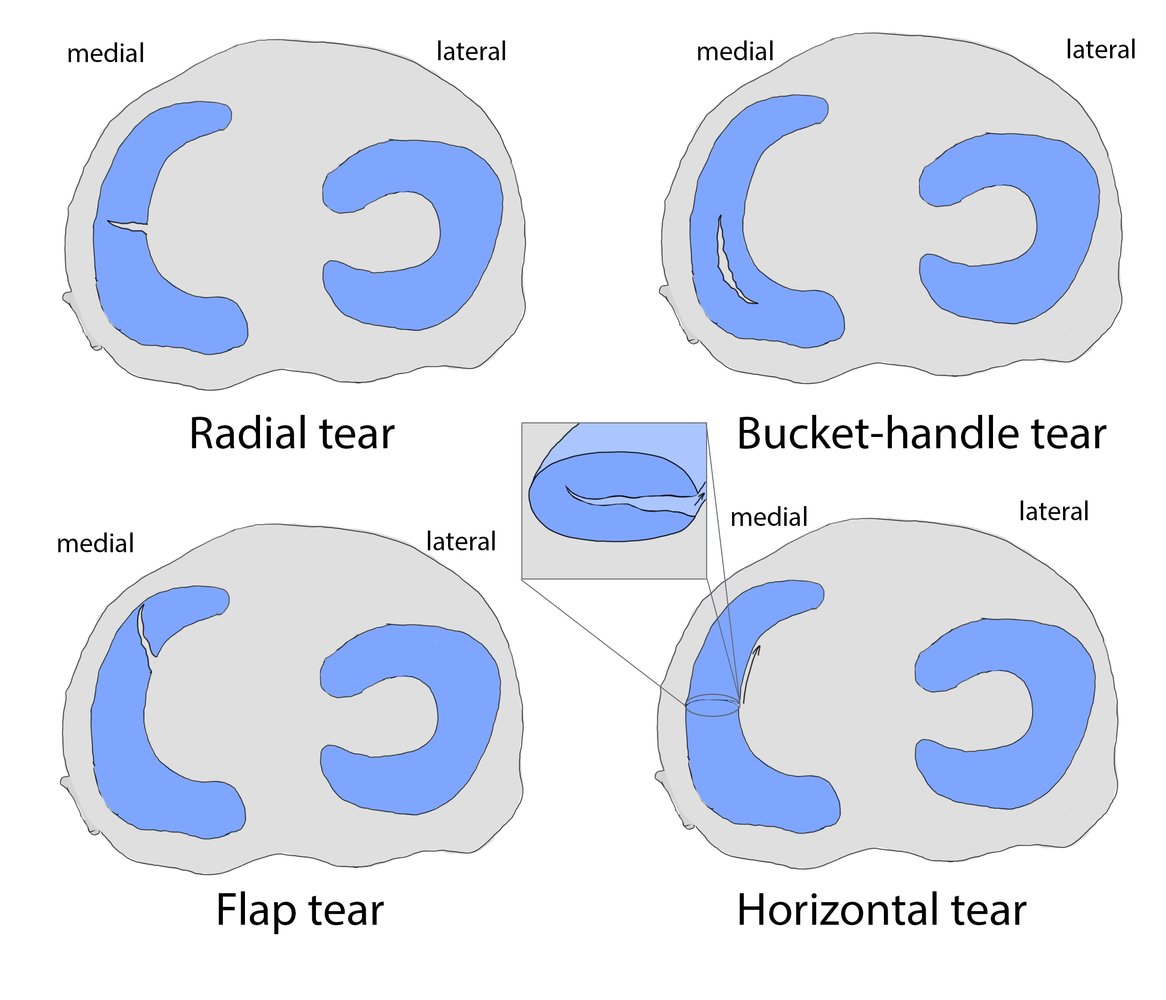 medial
lateral
medial
lateral
Radial tear
Bucket-handle tear
medial
lateral
medial
lateral
Flap tear
Horizontal tear